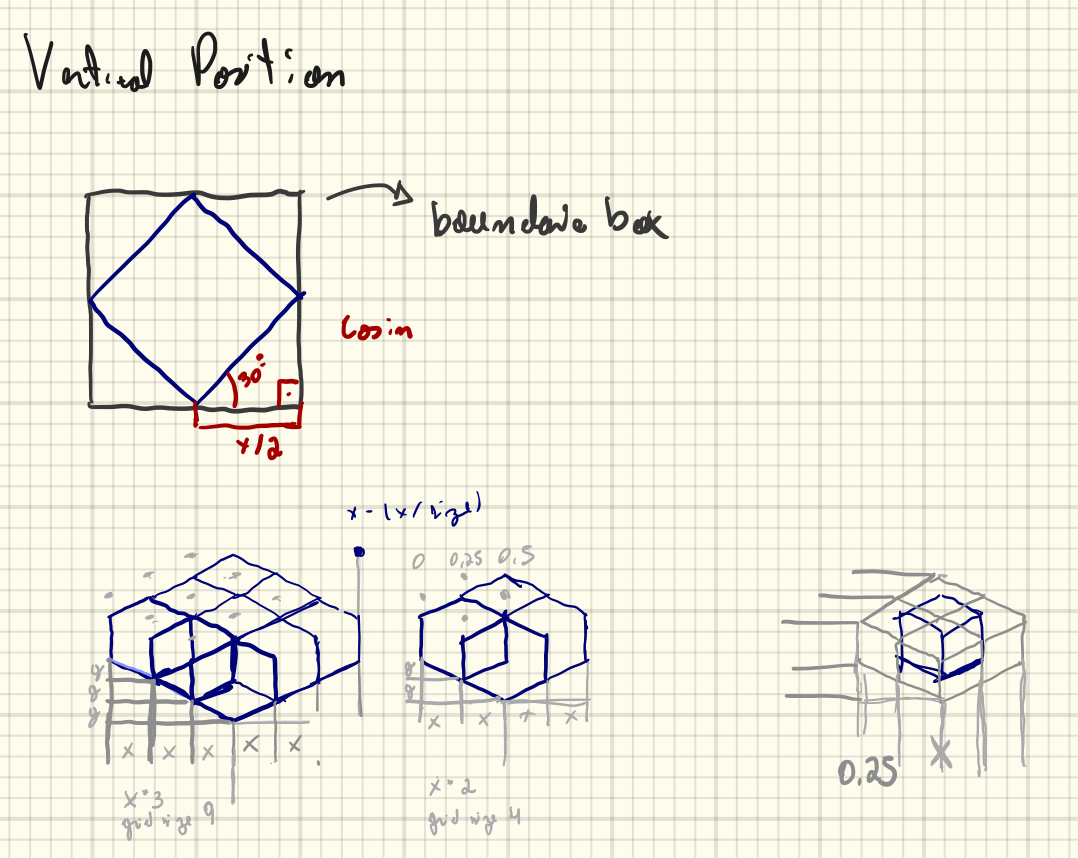 Vertical Position
boundarie box
Cosin
30°
x/2
x - (x/size)
0 0,25 0.5
y
y
y
x x x x x
y
y
x x x x
x * 3
grid size 9
x * 2
grid size 4
0.25
x